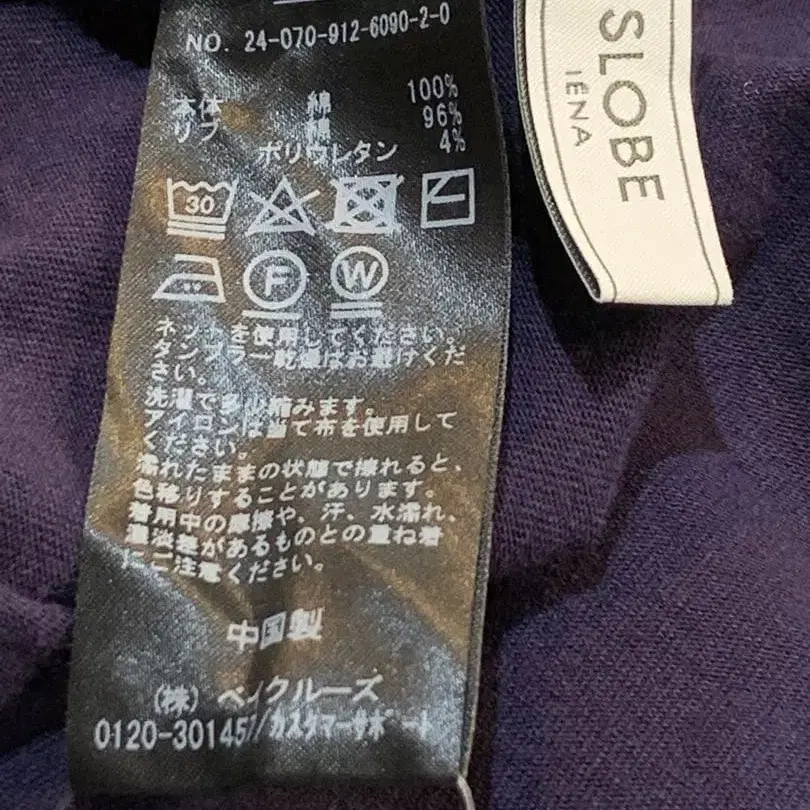 NO. 24-070-912-6090-2-0
本体 綿 100%
リブ 綿 96%
ポリウレタン 4%
30
F W
ネットを使用してください。
タンブラー乾燥はお避けくだ
さい。
洗濯で多少縮みます。
アイロンは当て布を使用して
ください。
濡れたままの状態で擦れると、
色移りすることがあります。
着用中の摩擦や、汗、水濡れ、
濃淡差があるものとの重ね着
にご注意ください。
中国製
(株) ベイクルーズ
0120-301457/カスタマーサポート
SLOBE
IÉNA